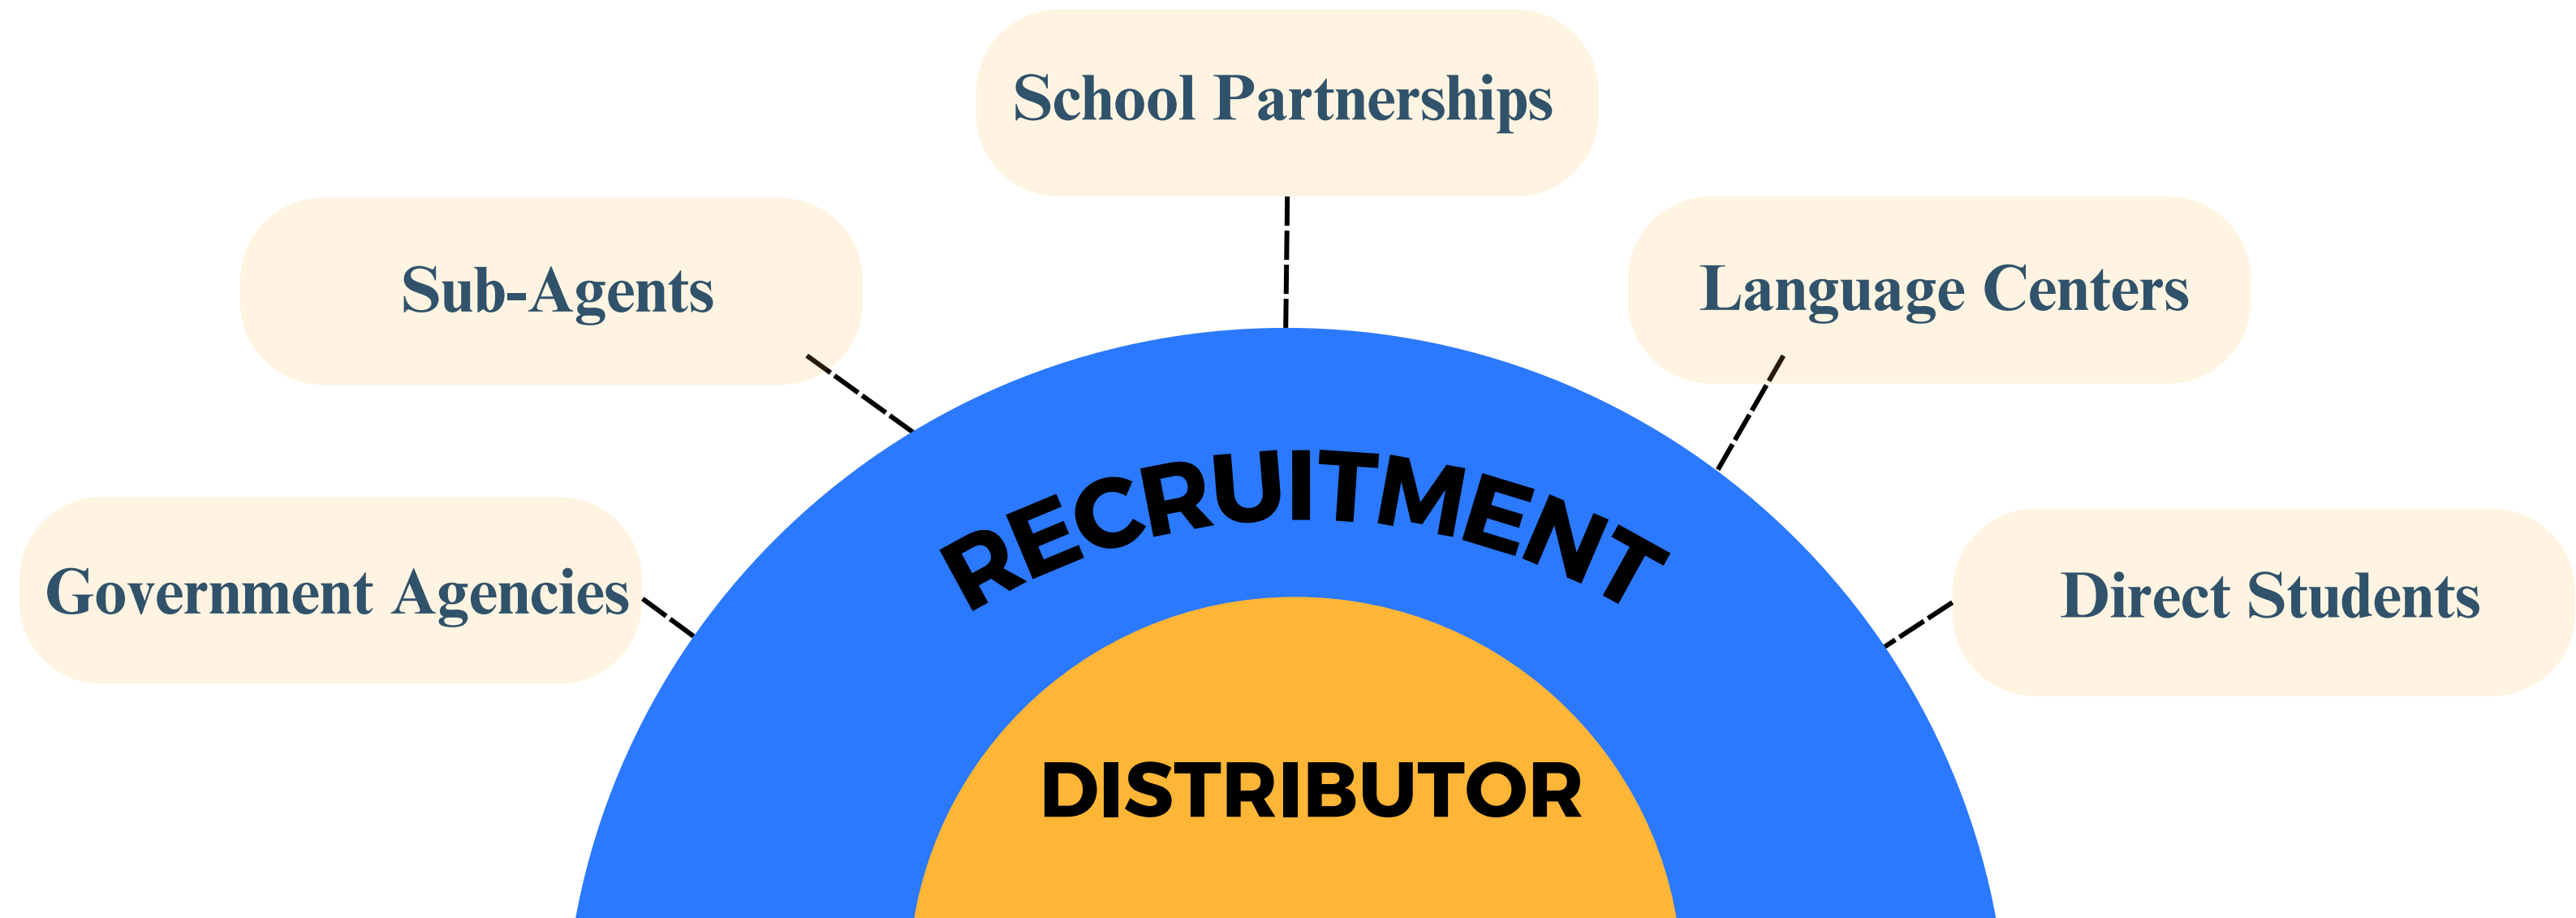 School Partnerships
Sub-Agents
Language Centers
RECRUITMENT
Government Agencies
Direct Students
DISTRIBUTOR